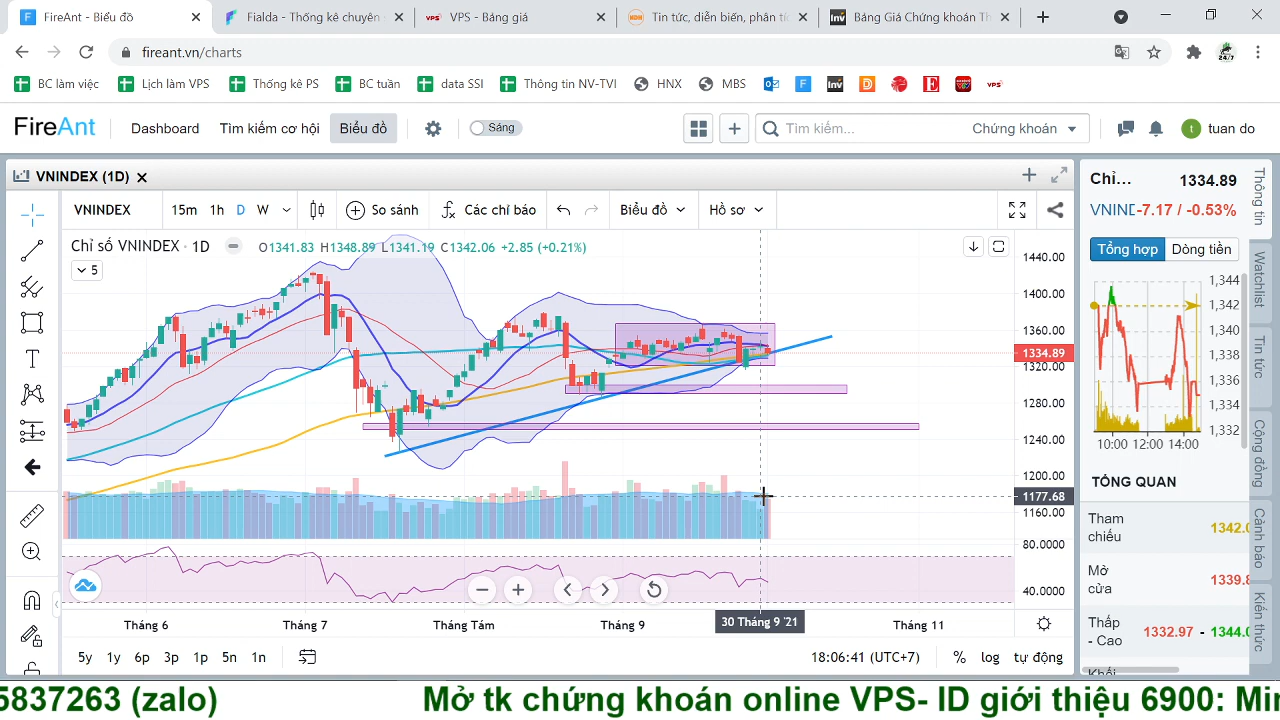 FireAnt - Biểu đồ
Fialda - Thống kê chuyên
VPS - Bảng giá
Tin tức, diễn biến, phân tí
Bảng Giá Chứng khoán Th
fireant.vn/charts
BC làm việc
Lịch làm VPS
Thống kê PS
BC tuần
data SSI
Thông tin NV-TVI
HNX
MBS
FireAnt
Dashboard
Tìm kiếm cơ hội
Biểu đồ
Sáng
Tìm kiếm...
Chứng khoán
tuan do
VNINDEX (1D)
VNINDEX
15m
1h
D
W
So sánh
Các chỉ báo
Biểu đồ
Hồ sơ
Chỉ số VNINDEX · 1D
O1341.83 H1348.89 L1341.19 C1342.06 +2.85 (+0.21%)
5
1440.00
1400.00
1360.00
1334.89
1320.00
1280.00
1240.00
1200.00
1177.68
1160.00
80.0000
40.0000
Tháng 6
Tháng 7
Tháng Tám
Tháng 9
30 Tháng 9 '21
Tháng 11
5y
1y
6p
3p
1p
5n
1n
18:06:41 (UTC+7)
%
log
tự động
Chỉ...
1334.89
VNINE
-7.17 / -0.53%
Tổng hợp
Dòng tiền
1,344
1,342
1,340
1,338
1,336
1,334
1,332
10:00 12:00 14:00
TỔNG QUAN
Tham chiếu
1342.0
Mở cửa
1339.8
Thấp - Cao
1332.97 - 1344.0
Thông tin
Watchlist
Tin tức
Cộng đồng
Cảnh báo
Kiến thức
5837263 (zalo)
Mở tk chứng khoán online VPS- ID giới thiệu 6900: Min